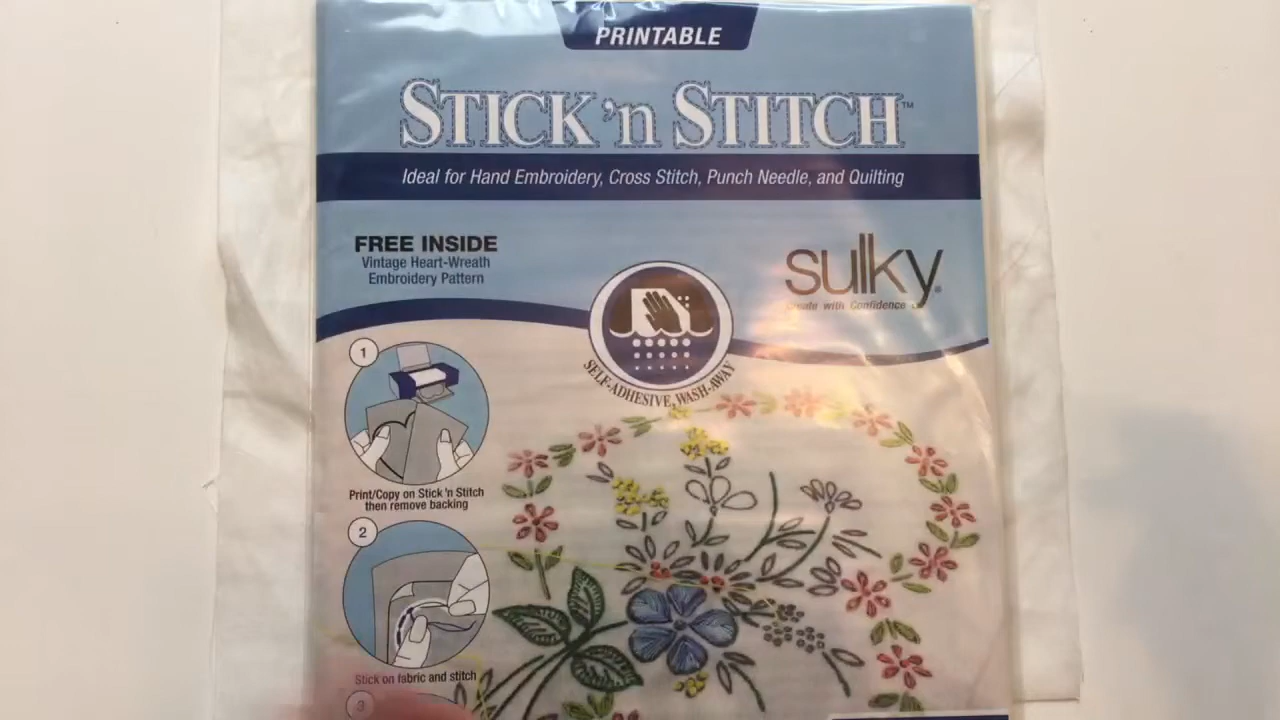 PRINTABLE
STICK 'n STITCH™
Ideal for Hand Embroidery, Cross Stitch, Punch Needle, and Quilting
FREE INSIDE
Vintage Heart-Wreath
Embroidery Pattern
sulky®
Create with Confidence
SELF-ADHESIVE, WASH-AWAY
1
Print/Copy on Stick 'n Stitch
then remove backing
2
Stick on fabric and stitch
3